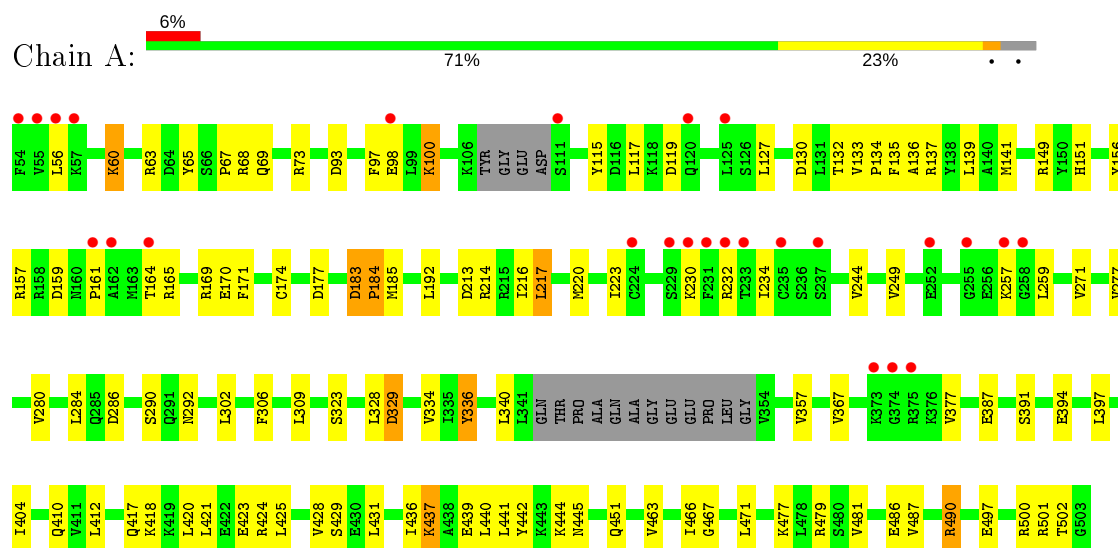 6%
Chain A:
71% 23% • •
F54 V55 L56 K57 K60 R63 D64 Y65 S66 P67 R68 Q69 R73 D93 F97 E98 L99 K100 K106 TYR GLY GLU ASP S111 Y115 D116 L117 K118 D119 Q120 L125 S126 L127 D130 L131 T132 V133 P134 F135 A136 R137 Y138 L139 A140 M141 R149 Y150 H151 Y156
R157 R158 D159 N160 P161 A162 M163 T164 R165 R169 E170 F171 C174 D177 D183 P184 M185 L192 D213 R214 R215 I216 L217 M220 I223 C224 S229 K230 F231 R232 T233 I234 C235 S236 S237 V244 V249 E252 G255 E256 K257 G258 L259 V271 V277
V280 L284 Q285 D286 S290 Q291 N292 L302 F306 L309 S323 L328 D329 V334 I335 Y336 L340 L341 GLN THR PRO ALA GLN ALA GLY GLU GLU PRO LEU GLY V354 V357 V367 K373 G374 R375 K376 V377 E387 S391 E394 L397
I404 Q410 V411 L412 Q417 K418 K419 L420 L421 E422 E423 R424 L425 V428 S429 E430 L431 I436 K437 A438 E439 L440 L441 Y442 K443 K444 N445 Q451 V463 I466 G467 L471 K477 L478 R479 S480 V481 E486 V487 R490 E497 R500 R501 T502 G503